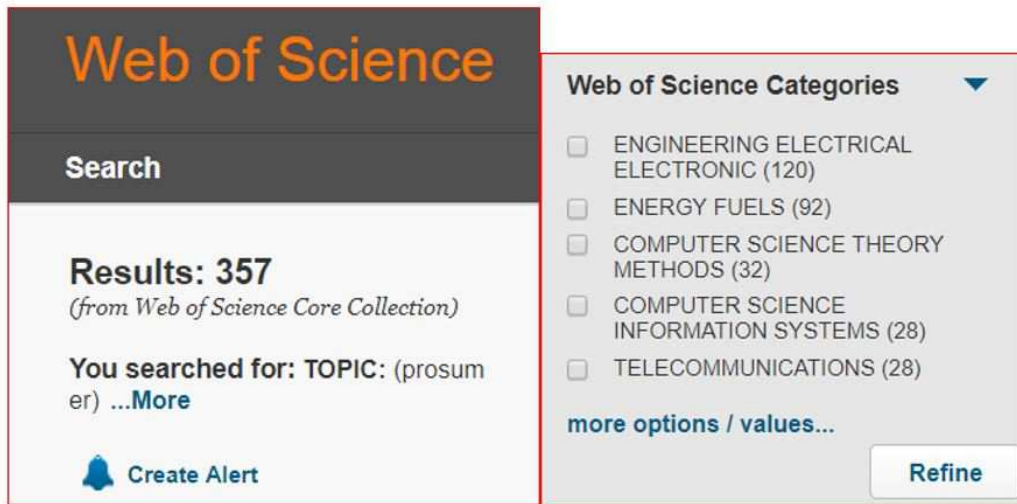 Web of Science
Search
Results: 357
(from Web of Science Core Collection)
You searched for: TOPIC: (prosum
er) ...More
Create Alert
Web of Science Categories
ENGINEERING ELECTRICAL
ELECTRONIC (120)
ENERGY FUELS (92)
COMPUTER SCIENCE THEORY
METHODS (32)
COMPUTER SCIENCE
INFORMATION SYSTEMS (28)
TELECOMMUNICATIONS (28)
more options / values...
Refine